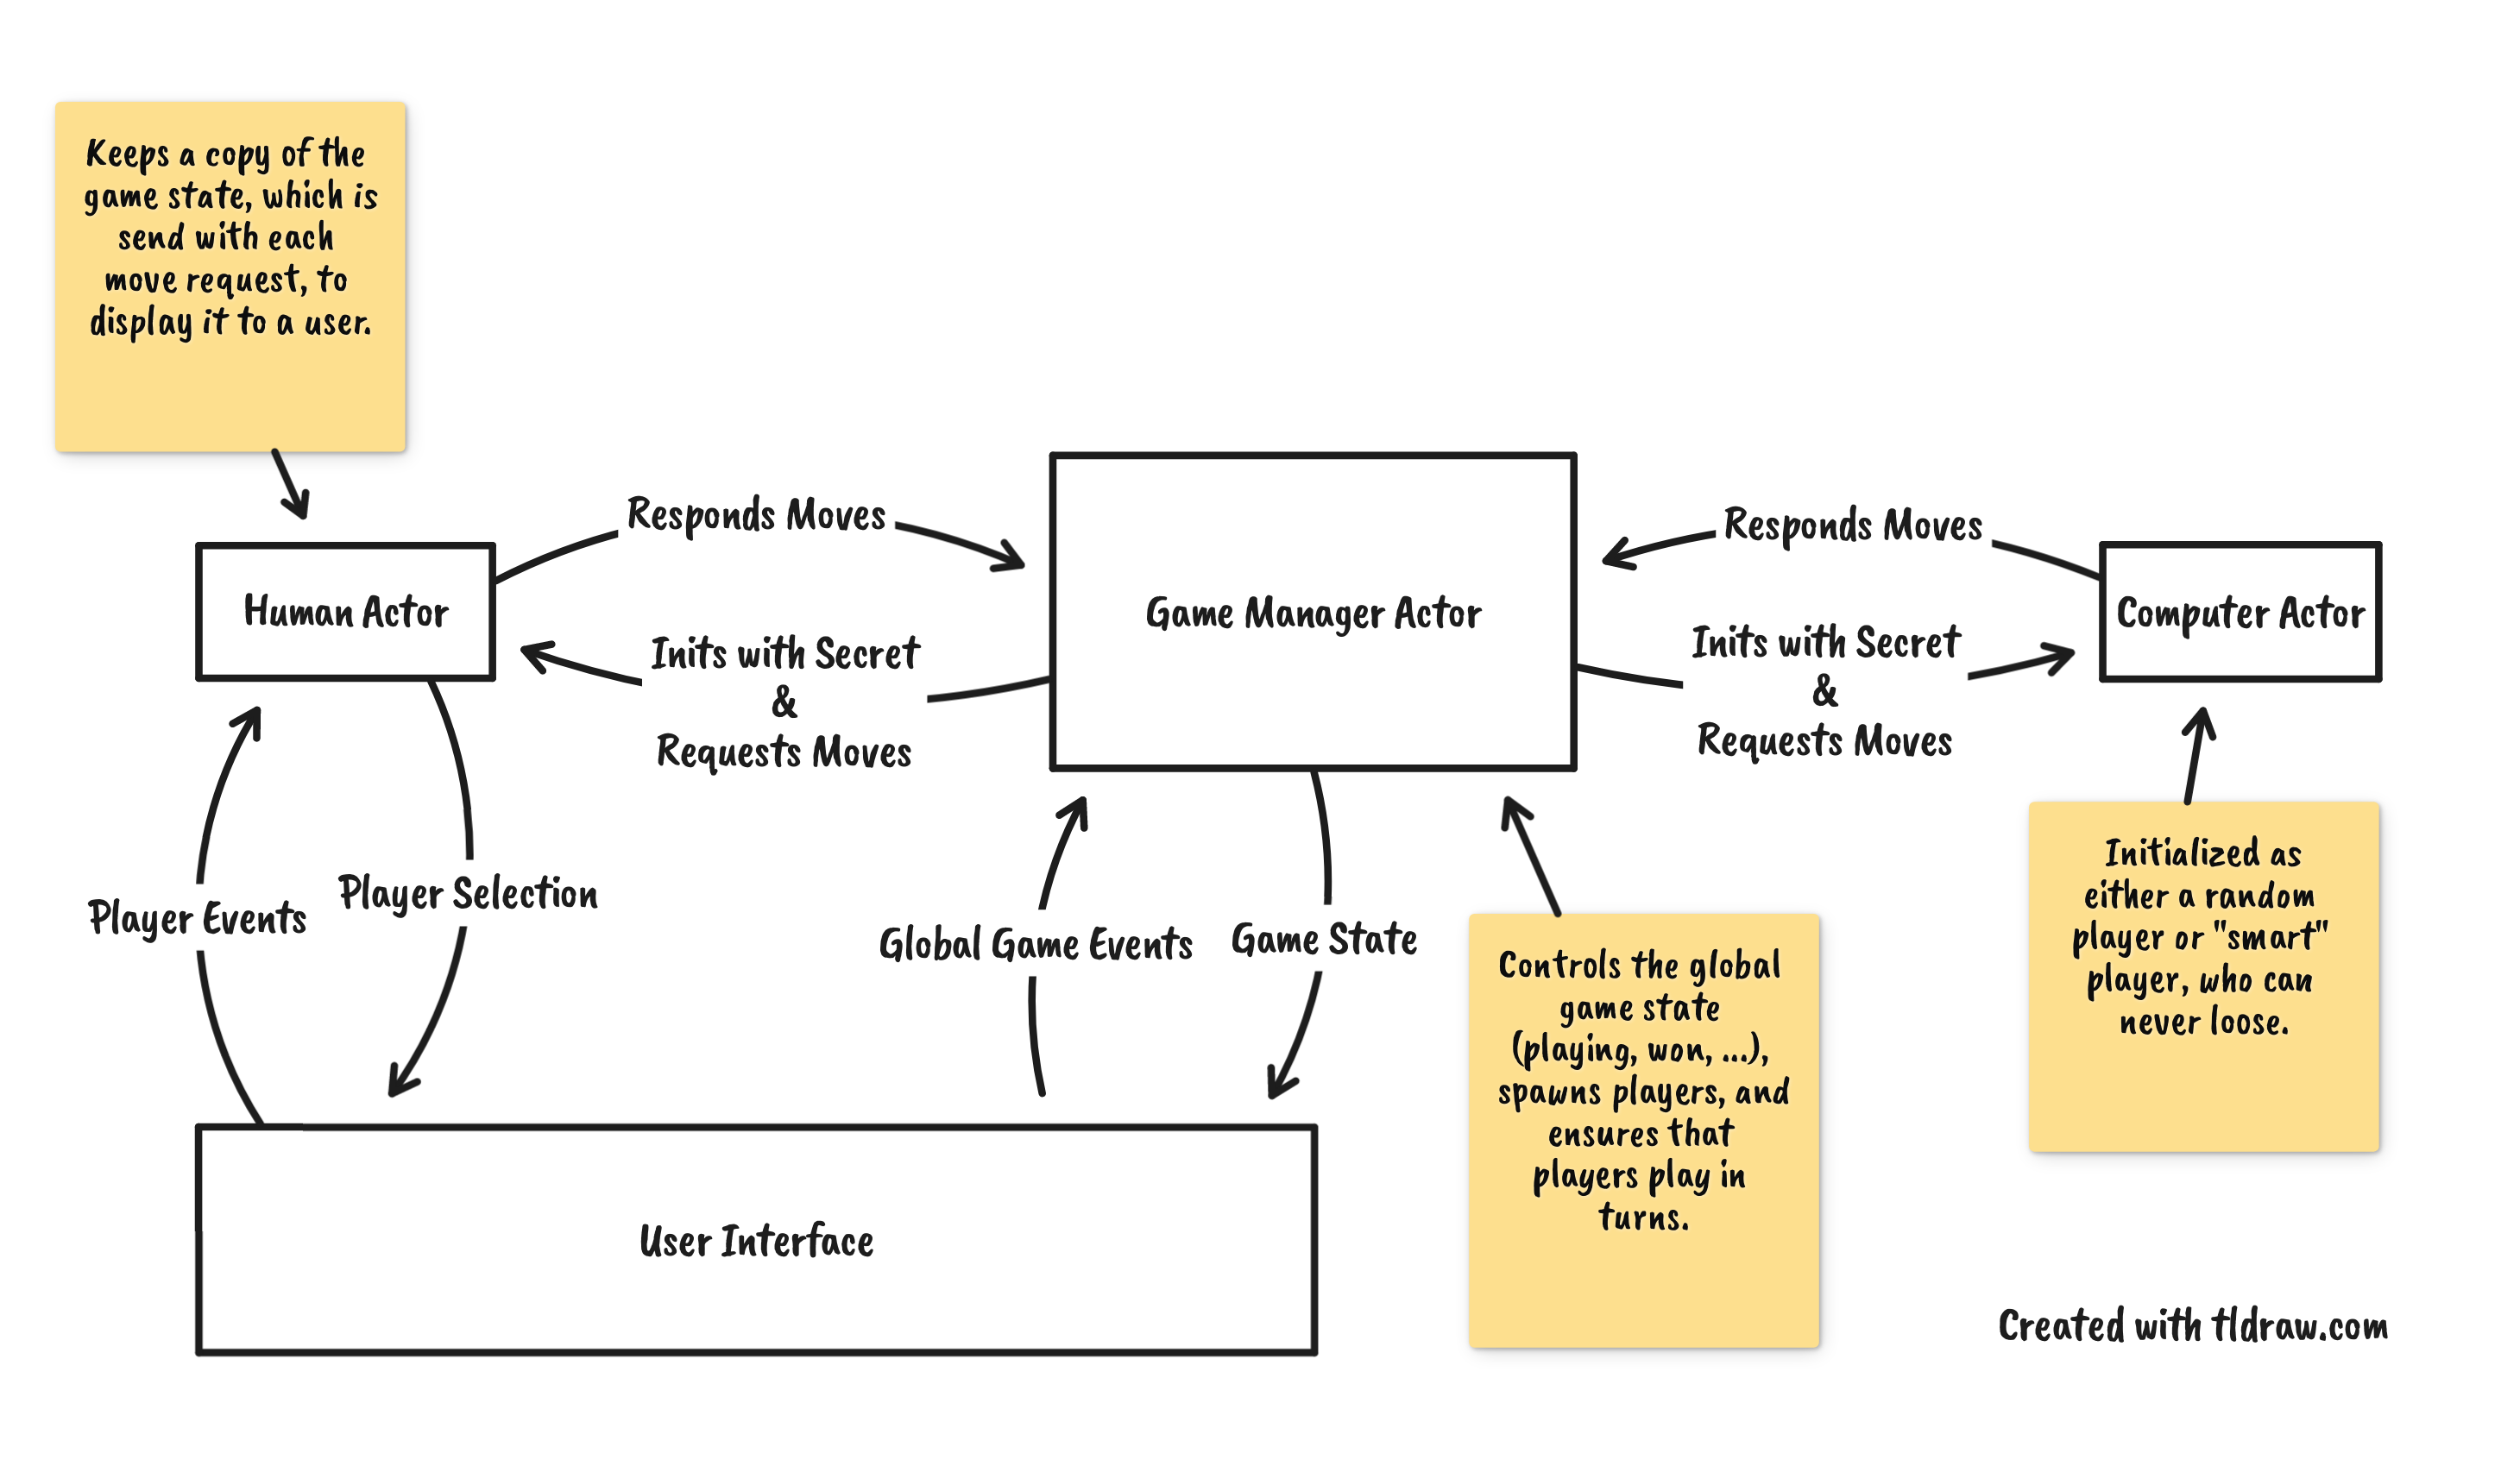 Keeps a copy of the
game state, which is
send with each
move request, to
display it to a user.
Responds Moves
Responds Moves
Human Actor
Game Manager Actor
Computer Actor
Inits with Secret
&
Requests Moves
Inits with Secret
&
Requests Moves
Player Events
Player Selection
Global Game Events
Game State
Initialized as
either a random
player or "smart"
player, who can
never loose.
Controls the global
game state
(playing, won, ...),
spawns players, and
ensures that
players play in
turns.
User Interface
Created with tldraw.com